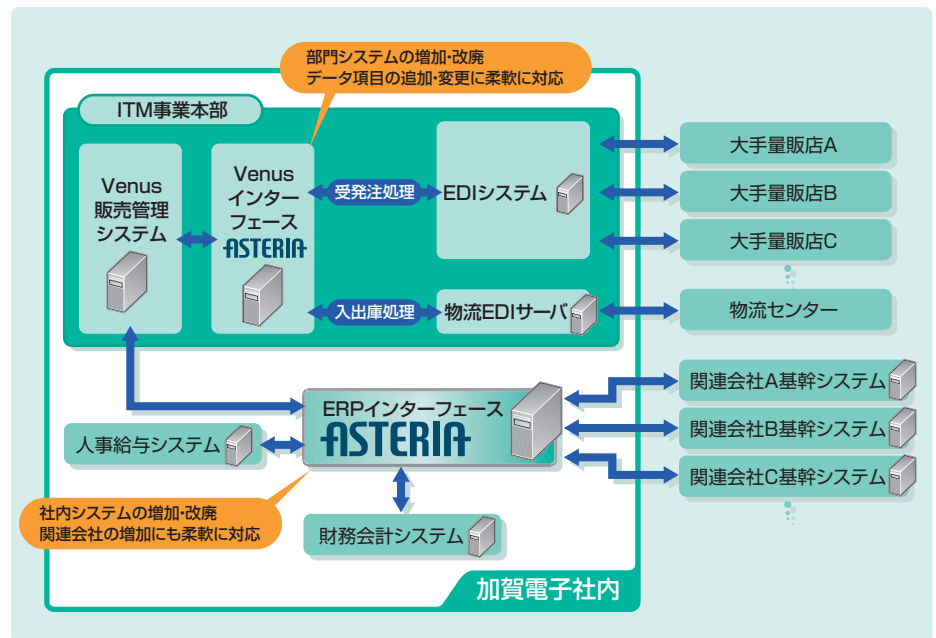 部門システムの増加・改廃
データ項目の追加・変更に柔軟に対応
ITM事業本部
Venus
販売管理
システム
Venus
インター
フェース
ASTERIA
受発注処理
EDIシステム
入出庫処理
物流EDIサーバ
大手量販店A
大手量販店B
大手量販店C
物流センター
ERPインターフェース
ASTERIA
関連会社A基幹システム
関連会社B基幹システム
関連会社C基幹システム
人事給与システム
社内システムの増加・改廃
関連会社の増加にも柔軟に対応
財務会計システム
加賀電子社内